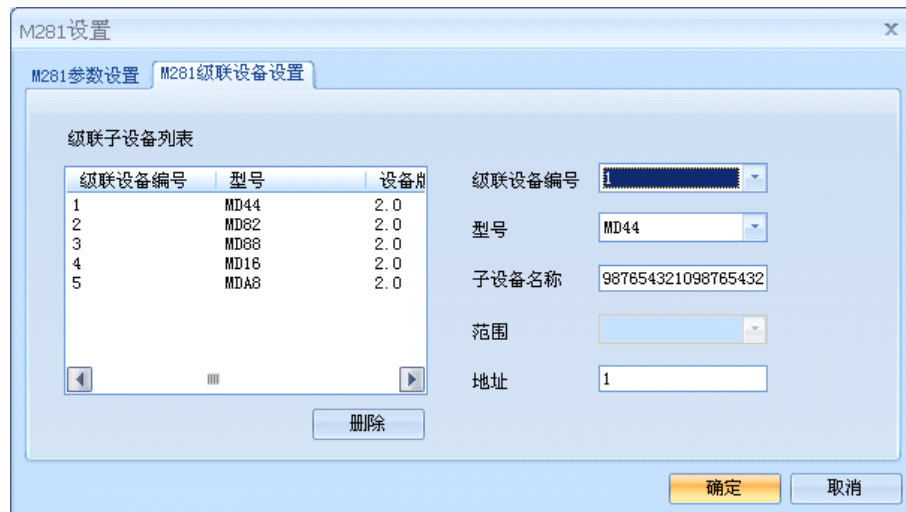 M281设置
M281参数设置 M281级联设备设置
级联子设备列表
级联设备编号 型号 设备版
1 MD44 2.0
2 MD82 2.0
3 MD88 2.0
4 MD16 2.0
5 MDA8 2.0
删除
级联设备编号 1
型号 MD44
子设备名称 987654321098765432
范围
地址 1
确定 取消